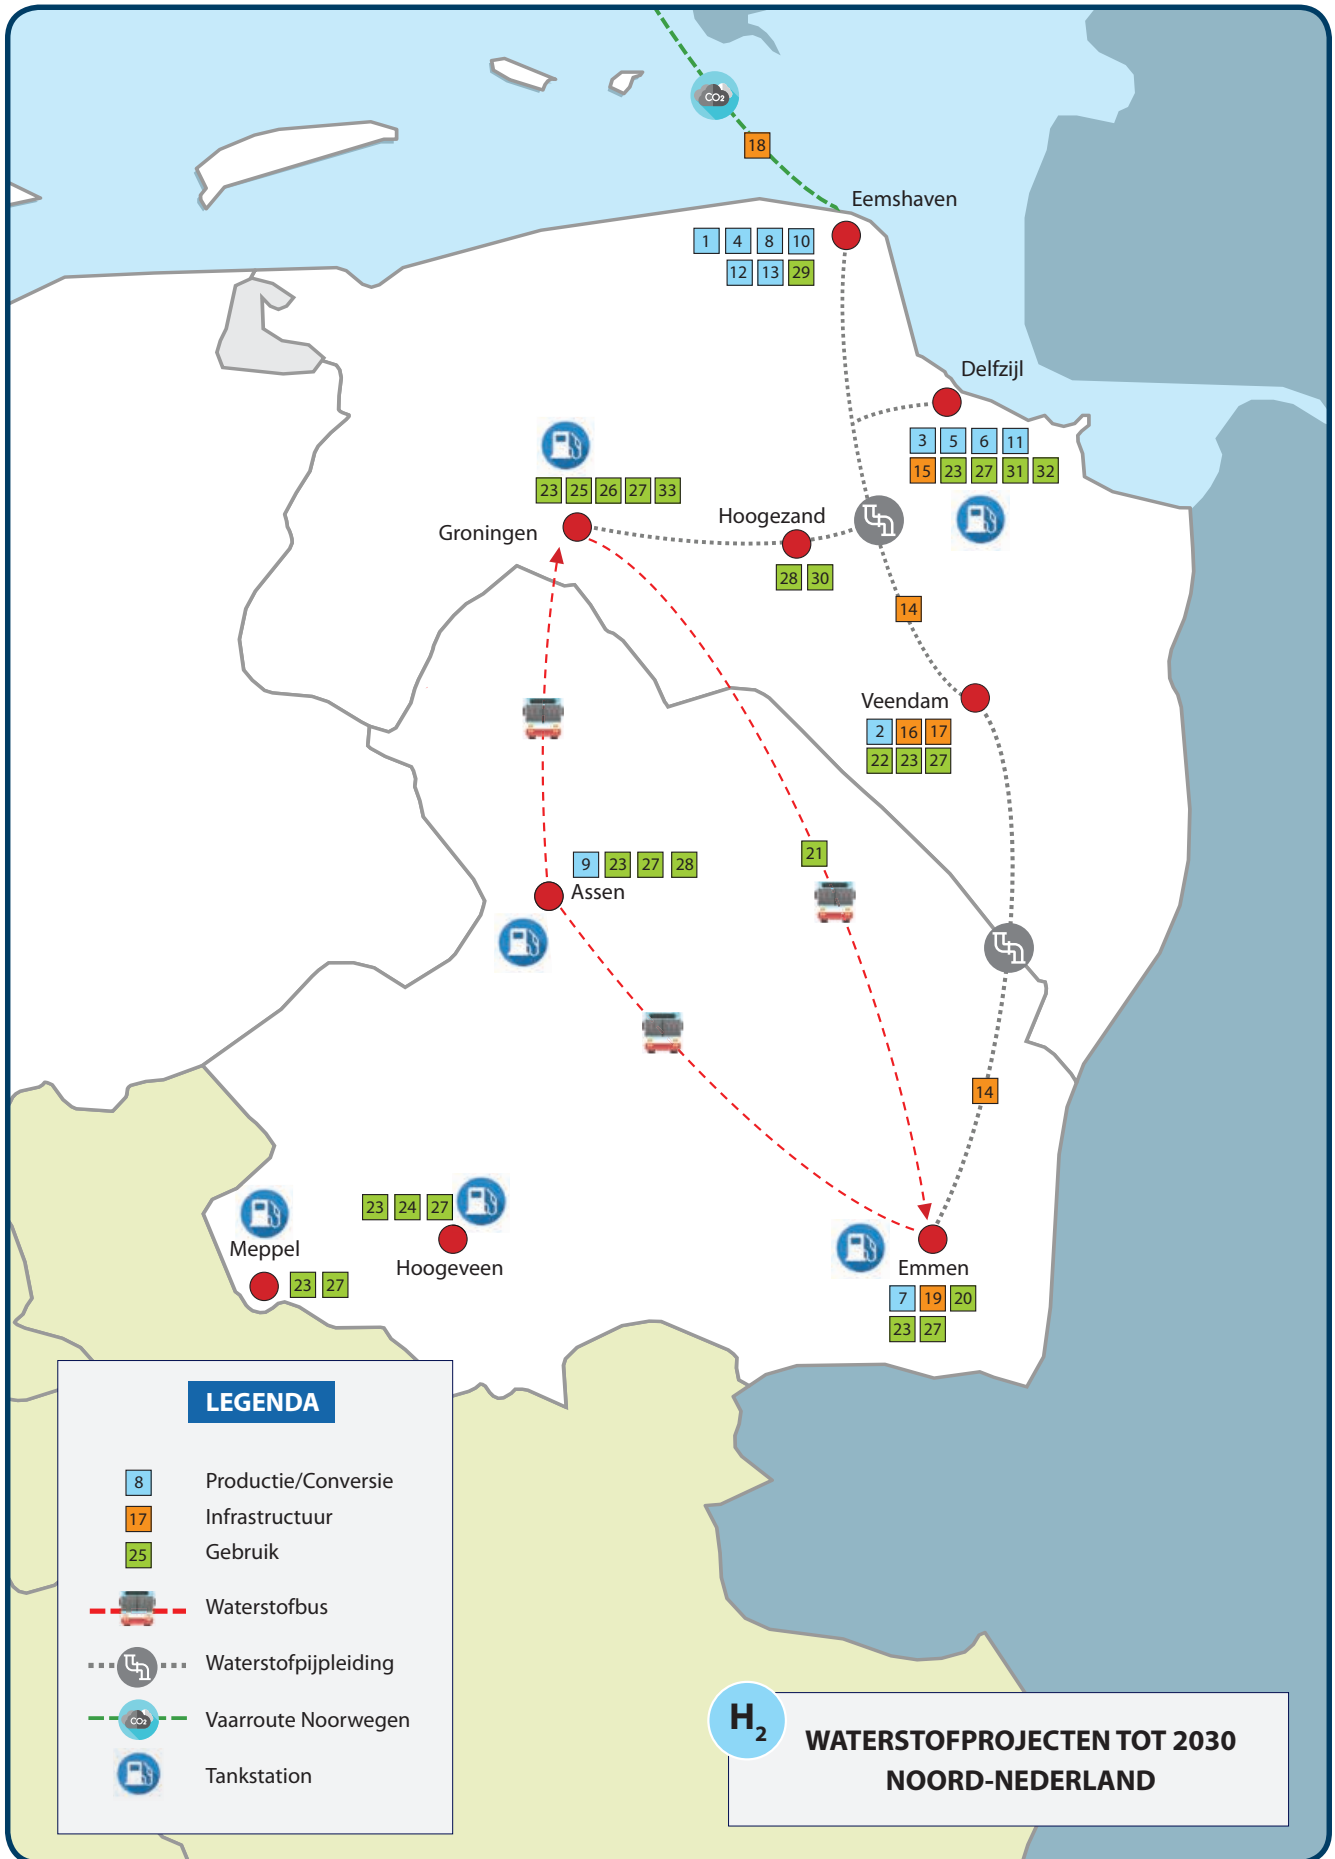 CO₂
18
Eemshaven
1 4 8 10
12 13 29
Delfzijl
3 5 6 11
15 23 27 31 32
23 25 26 27 33
Groningen
Hoogezand
28 30
14
Veendam
2 16 17
22 23 27
21
9 23 27 28
Assen
14
23 24 27
Hoogeveen
Meppel
23 27
Emmen
7 19 20
23 27
LEGENDA
8 Productie/Conversie
17 Infrastructuur
25 Gebruik
Waterstofbus
Waterstofpijpleiding
CO₂ Vaarroute Noorwegen
Tankstation
H₂
WATERSTOFPROJECTEN TOT 2030
NOORD-NEDERLAND